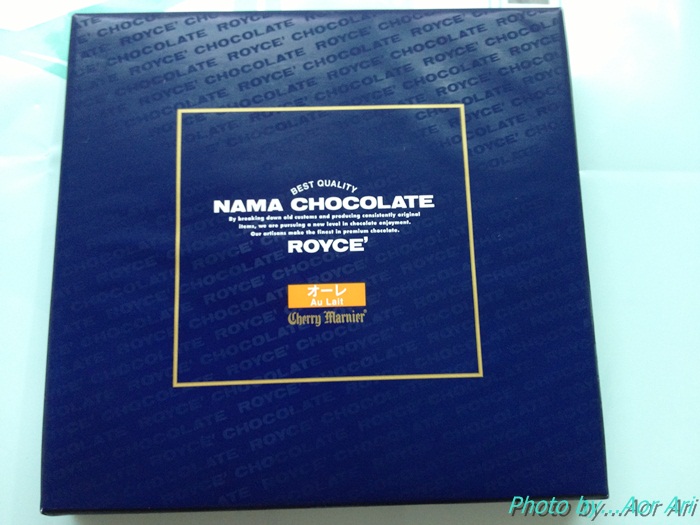 BEST QUALITY
NAMA CHOCOLATE
By breaking down old customs and producing consistently original
items, we are pursuing a new level in chocolate enjoyment.
Our artisans make the finest in premium chocolate.
ROYCE'
オーレ
Au Lait
Cherry Marnier®
Photo by...Aor Ari